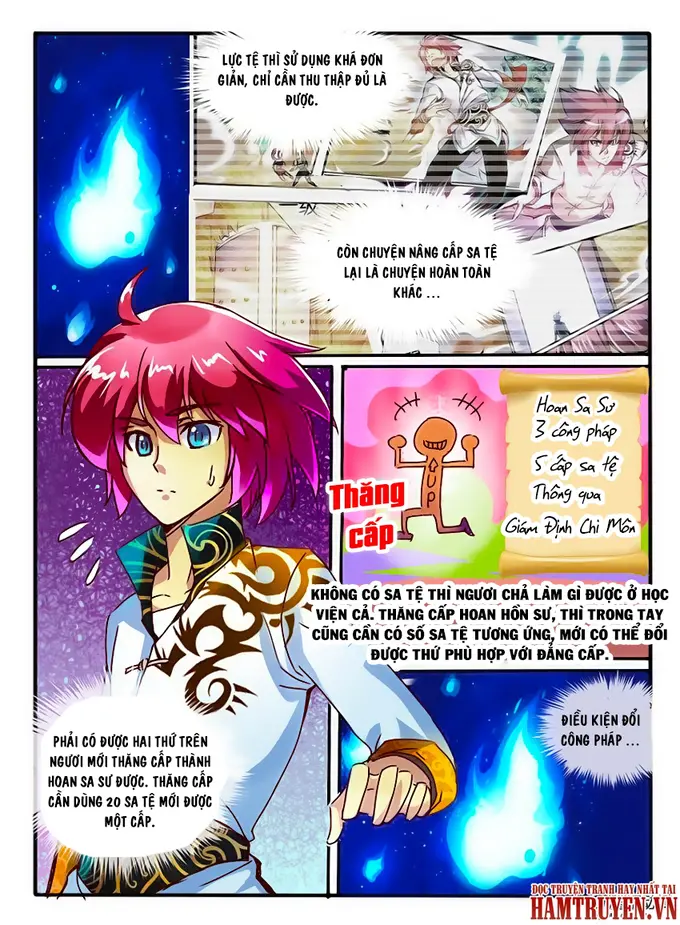 LỰC TỆ THÌ SỬ DỤNG KHÁ ĐƠN
GIẢN, CHỈ CẦN THU THẬP ĐỦ LÀ
ĐƯỢC.
CÒN CHUYỆN NÂNG CẤP SA TỆ
LẠI LÀ CHUYỆN HOÀN TOÀN
KHÁC ...
UP
Thăng
cấp
Hoan Sa Sư
3 công pháp
5 cấp sa tệ
Thông qua
Giám Định Chi Môn
KHÔNG CÓ SA TỆ THÌ NGƯƠI CHẢ LÀM GÌ ĐƯỢC Ở HỌC
VIỆN CẢ. THĂNG CẤP HOAN HỒN SƯ, THÌ TRONG TAY
CŨNG CẦN CÓ SỐ SA TỆ TƯƠNG ỨNG, MỚI CÓ THỂ ĐỔI
ĐƯỢC THỨ PHÙ HỢP VỚI ĐẲNG CẤP.
PHẢI CÓ ĐƯỢC HAI THỨ TRÊN
NGƯỜI MỚI THĂNG CẤP THÀNH
HOAN SA SƯ ĐƯỢC. THĂNG CẤP
CẦN DÙNG 20 SA TỆ MỚI ĐƯỢC
MỘT CẤP.
ĐIỀU KIỆN ĐỔI
CÔNG PHÁP ...
ĐỌC TRUYỆN TRANH HAY NHẤT TẠI
HAMTRUYEN.VN